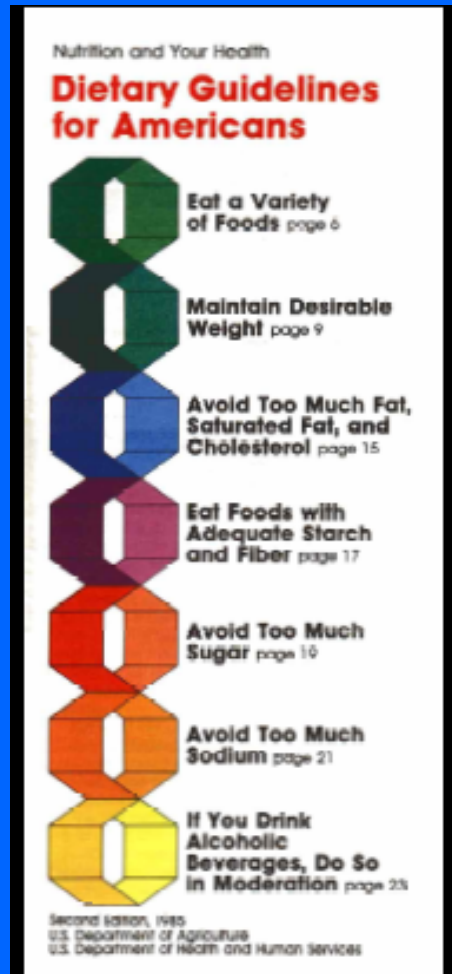 Nutrition and Your Health
Dietary Guidelines
for Americans
Eat a Variety
of Foods page 6
Maintain Desirable
Weight page 9
Avoid Too Much Fat,
Saturated Fat, and
Cholesterol page 15
Eat Foods with
Adequate Starch
and Fiber page 17
Avoid Too Much
Sugar page 19
Avoid Too Much
Sodium page 21
If You Drink
Alcoholic
Beverages, Do So
in Moderation page 23
Second Edition, 1985
U.S. Department of Agriculture
U.S. Department of Health and Human Services